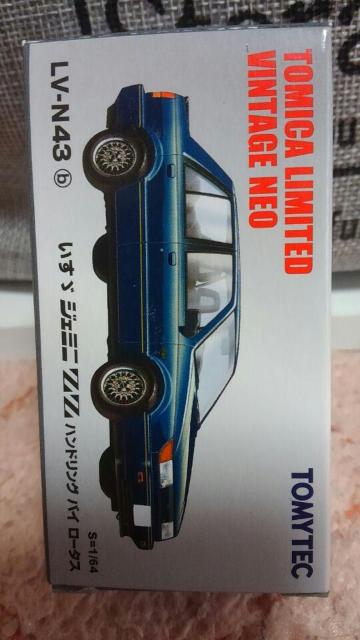 TOMICA LIMITED
VINTAGE NEO
TOMYTEC
LV-N43 ⓑ
いすゞ ジェミニ ZZ ハンドリング バイ ロータス
S=1/64